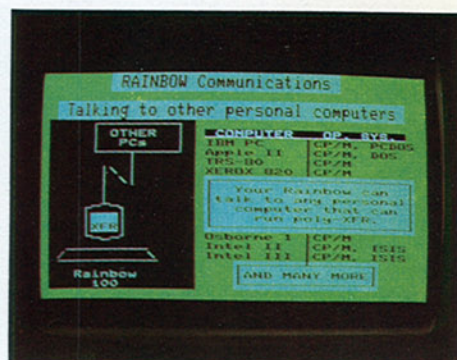 RAINBOW Communications
Talking to other personal computers
OTHER
PCs
XFR
Rainbow
100
COMPUTER OP. SYS.
IBM PC CP/M, PCDOS
Apple II CP/M, DOS
TRS-80 CP/M
XEROX 820 CP/M
Your Rainbow can
talk to any personal
computer that can
run poly-XFR.
Osborne 1 CP/M
Intel II CP/M, ISIS
Intel III CP/M, ISIS
AND MANY MORE